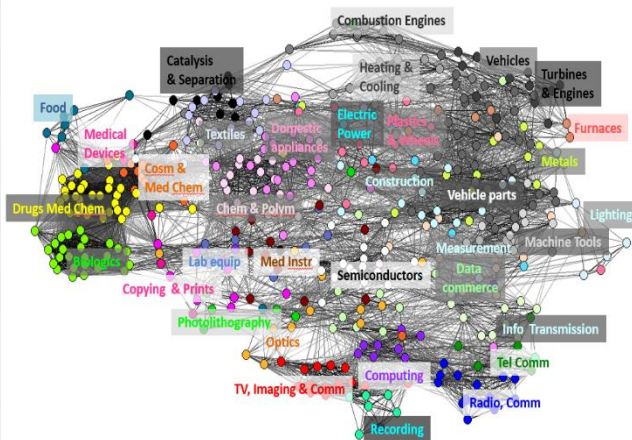 Combustion Engines
Catalysis
& Separation
Heating &
Cooling
Vehicles
Turbines
& Engines
Food
Medical
Devices
Textiles
Domestic
appliances
Electric
Power
Plastics
& Wheels
Furnaces
Metals
Cosm &
Med Chem
Construction
Drugs Med Chem
Chem & Polym
Vehicle parts
Lighting
Biologics
Lab equip
Med Instr
Measurement
Machine Tools
Semiconductors
Data
commerce
Copying & Prints
Photolithography
Info Transmission
Optics
Tel Comm
TV, Imaging & Comm
Computing
Radio, Comm
Recording